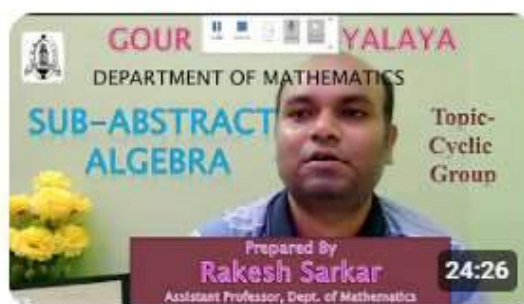 GOUR YALAYA
DEPARTMENT OF MATHEMATICS
SUB-ABSTRACT
ALGEBRA
Topic-
Cyclic
Group
Prepared By
Rakesh Sarkar
Assistant Professor, Dept. of Mathematics
24:26